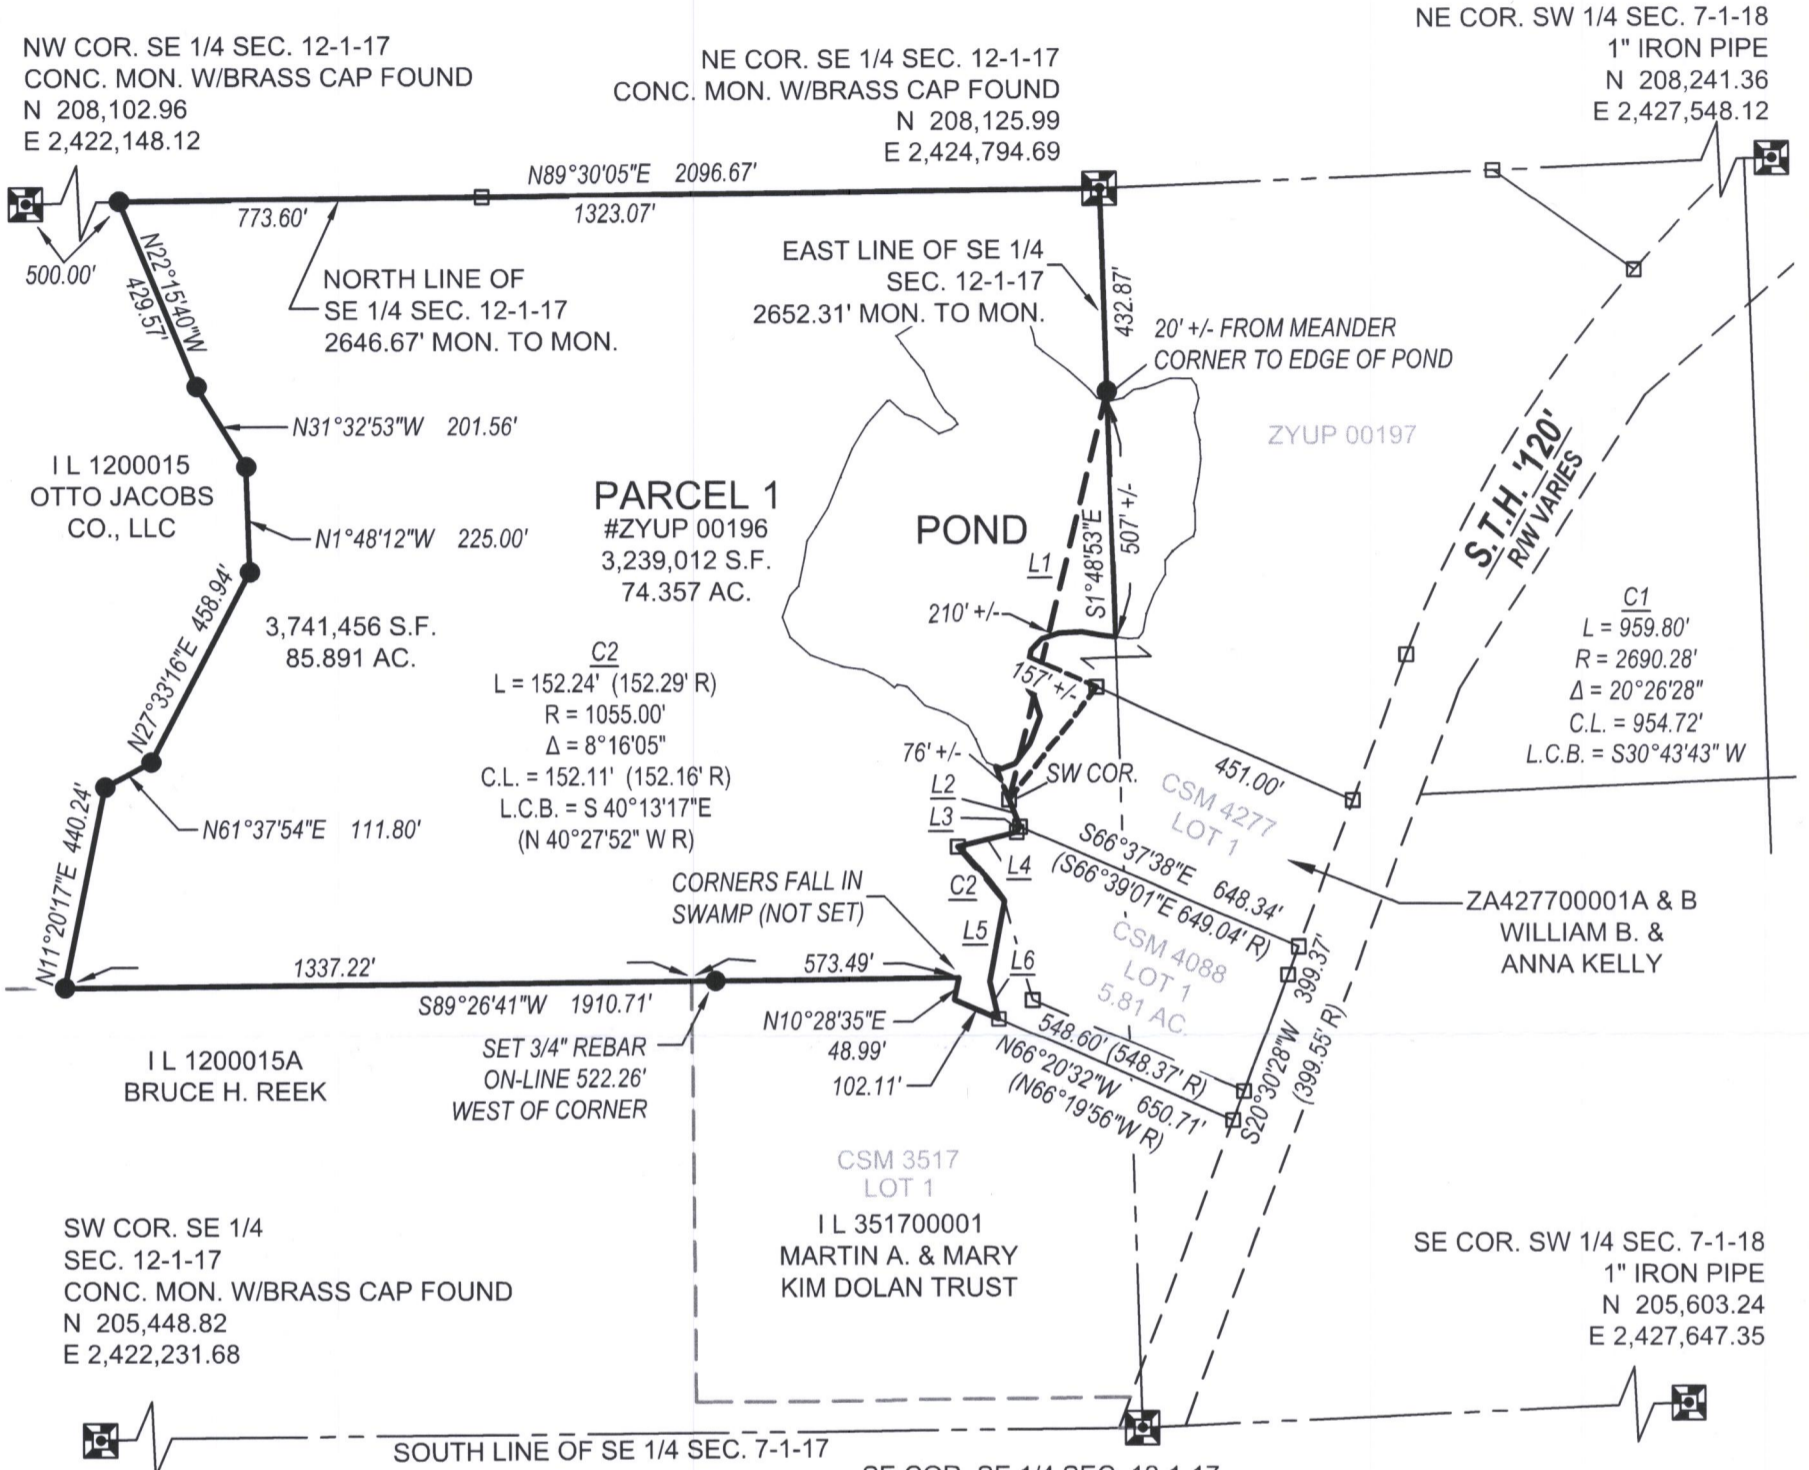 NW COR. SE 1/4 SEC. 12-1-17
CONC. MON. W/BRASS CAP FOUND
N 208,102.96
E 2,422,148.12
NE COR. SE 1/4 SEC. 12-1-17
CONC. MON. W/BRASS CAP FOUND
N 208,125.99
E 2,424,794.69
NE COR. SW 1/4 SEC. 7-1-18
1" IRON PIPE
N 208,241.36
E 2,427,548.12
N89°30'05"E 2096.67'
773.60'
1323.07'
500.00'
N22°15'40"W
429.57'
NORTH LINE OF
SE 1/4 SEC. 12-1-17
2646.67' MON. TO MON.
EAST LINE OF SE 1/4
SEC. 12-1-17
2652.31' MON. TO MON.
432.87'
20' +/- FROM MEANDER
CORNER TO EDGE OF POND
ZYUP 00197
S.T.H. '120'
R/W VARIES
N31°32'53"W 201.56'
I L 1200015
OTTO JACOBS
CO., LLC
N1°48'12"W 225.00'
PARCEL 1
#ZYUP 00196
3,239,012 S.F.
74.357 AC.
POND
L1
S1°48'53"E
507' +/-
210' +/-
157' +/-
76' +/-
N27°33'16"E 458.94'
3,741,456 S.F.
85.891 AC.
C2
L = 152.24' (152.29' R)
R = 1055.00'
Δ = 8°16'05"
C.L. = 152.11' (152.16' R)
L.C.B. = S 40°13'17"E
(N 40°27'52" W R)
C1
L = 959.80'
R = 2690.28'
Δ = 20°26'28"
C.L. = 954.72'
L.C.B. = S30°43'43" W
SW COR.
451.00'
CSM 4277
LOT 1
L2
L3
L4
C2
L5
L6
S66°37'38"E 648.34'
(S66°39'01"E 649.04' R)
ZA427700001A & B
WILLIAM B. &
ANNA KELLY
N61°37'54"E 111.80'
N11°20'17"E 440.24'
CORNERS FALL IN
SWAMP (NOT SET)
CSM 4088
LOT 1
5.81 AC.
1337.22'
573.49'
S89°26'41"W 1910.71'
N10°28'35"E
48.99'
102.11'
548.60' (548.37' R)
N66°20'32"W 650.71'
(N66°19'56"W R)
S20°30'28"W 399.37'
(399.55' R)
I L 1200015A
BRUCE H. REEK
SET 3/4" REBAR
ON-LINE 522.26'
WEST OF CORNER
CSM 3517
LOT 1
I L 351700001
MARTIN A. & MARY
KIM DOLAN TRUST
SW COR. SE 1/4
SEC. 12-1-17
CONC. MON. W/BRASS CAP FOUND
N 205,448.82
E 2,422,231.68
SE COR. SW 1/4 SEC. 7-1-18
1" IRON PIPE
N 205,603.24
E 2,427,647.35
SOUTH LINE OF SE 1/4 SEC. 7-1-17